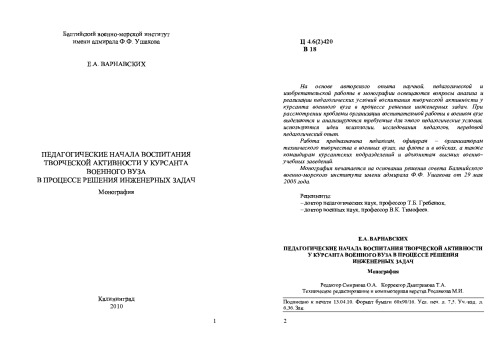 Балтийский военно-морской институт
имени адмирала Ф.Ф. Ушакова
Е.А. ВАРНАВСКИХ
ПЕДАГОГИЧЕСКИЕ НАЧАЛА ВОСПИТАНИЯ
ТВОРЧЕСКОЙ АКТИВНОСТИ У КУРСАНТА
ВОЕННОГО ВУЗА
В ПРОЦЕССЕ РЕШЕНИЯ ИНЖЕНЕРНЫХ ЗАДАЧ
Монография
Калининград
2010
1
Ц 4.6(2)420
В 18
На основе авторского опыта научной, педагогической и
изобретательской работы в монографии освещаются вопросы анализа и
реализации педагогических условий воспитания творческой активности у
курсанта военного вуза в процессе решения инженерных задач. При
рассмотрении проблемы организации воспитательной работы в военном вузе
выделяются и анализируются требуемые для этого педагогические условия,
используются идеи психологии, исследования педагогов, передовой
педагогический опыт.
Работа предназначена педагогам, офицерам – организаторам
технического творчества в военных вузах, на флоте и в войсках, а также
командирам курсантских подразделений и адъюнктам высших военно-
учебных заведений.
Монография печатается на основании решения совета Балтийского
военно-морского института имени адмирала Ф.Ф. Ушакова от 29 мая
2008 года.
Рецензенты:
– доктор педагогических наук, профессор Т.Б. Гребенюк,
– доктор военных наук, профессор В.К. Тимофеев.
Е.А. ВАРНАВСКИХ
ПЕДАГОГИЧЕСКИЕ НАЧАЛА ВОСПИТАНИЯ ТВОРЧЕСКОЙ АКТИВНОСТИ
У КУРСАНТА ВОЕННОГО ВУЗА В ПРОЦЕССЕ РЕШЕНИЯ
ИНЖЕНЕРНЫХ ЗАДАЧ
Монография
Редактор Смирнова О.А. Корректор Дмитранова Т.А.
Техническое редактирование и компьютерная верстка Рослякова М.И.
Подписано к печати 13.04.10. Формат бумаги 60х90/16. Усл. печ. л. 7,5. Уч.-изд. л.
6,36. Зак.
2